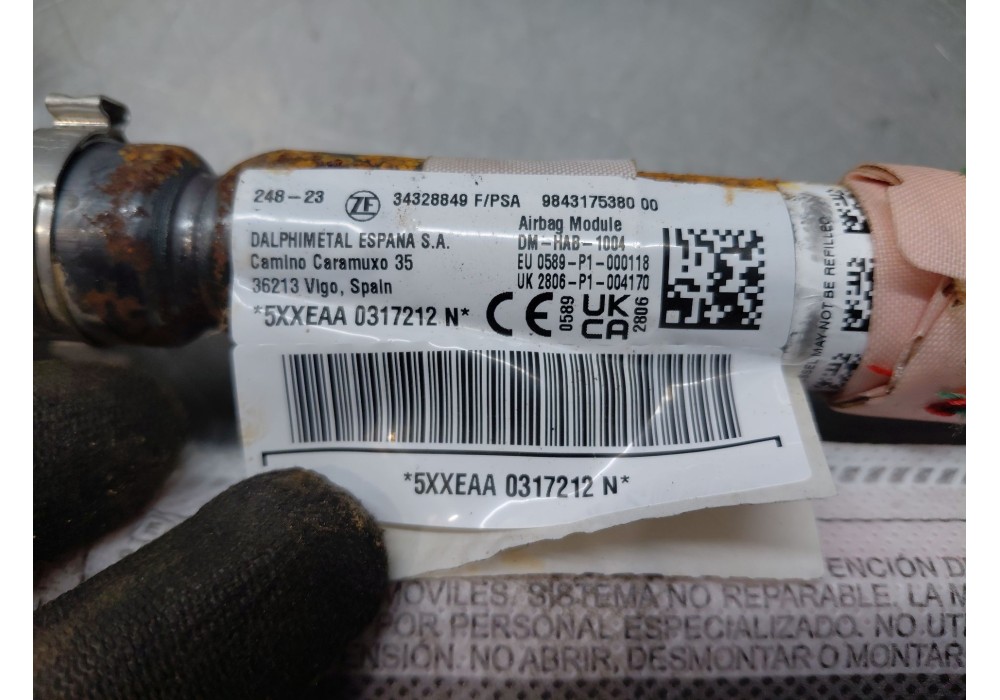 248-23 ZF 34328849 F/PSA 9843175380 00
Airbag Module
DALPHIMETAL ESPANA S.A. DM-HAB-1004
Camino Caramuxo 35 EU 0589-P1-000118
36213 Vigo, Spain UK 2806-P1-004170
*5XXEAA 0317212 N* CE 0589 UK CA 2806
MAY NOT BE REFILLED
*5XXEAA 0317212 N*
ENCIÓN
MOVILES. SISTEMA NO REPARABLE. LA
POR PERSONAL ESPECIALIZADO. NO
NO ABRIR, DESMONTAR O MONTAR